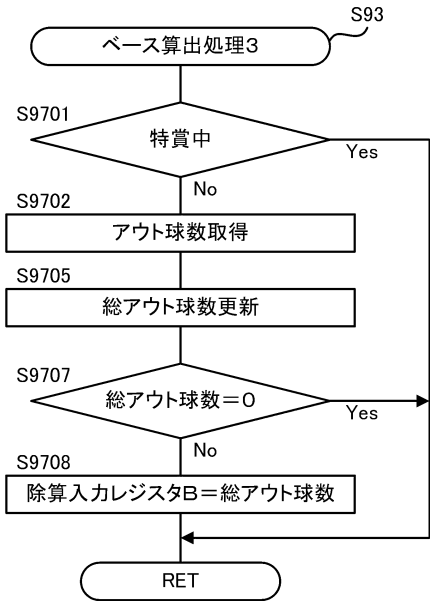 S93
ベース算出処理3
S9701
特賞中
Yes
No
S9702
アウト球数取得
S9705
総アウト球数更新
S9707
総アウト球数=0
Yes
No
S9708
除算入力レジスタB=総アウト球数
RET